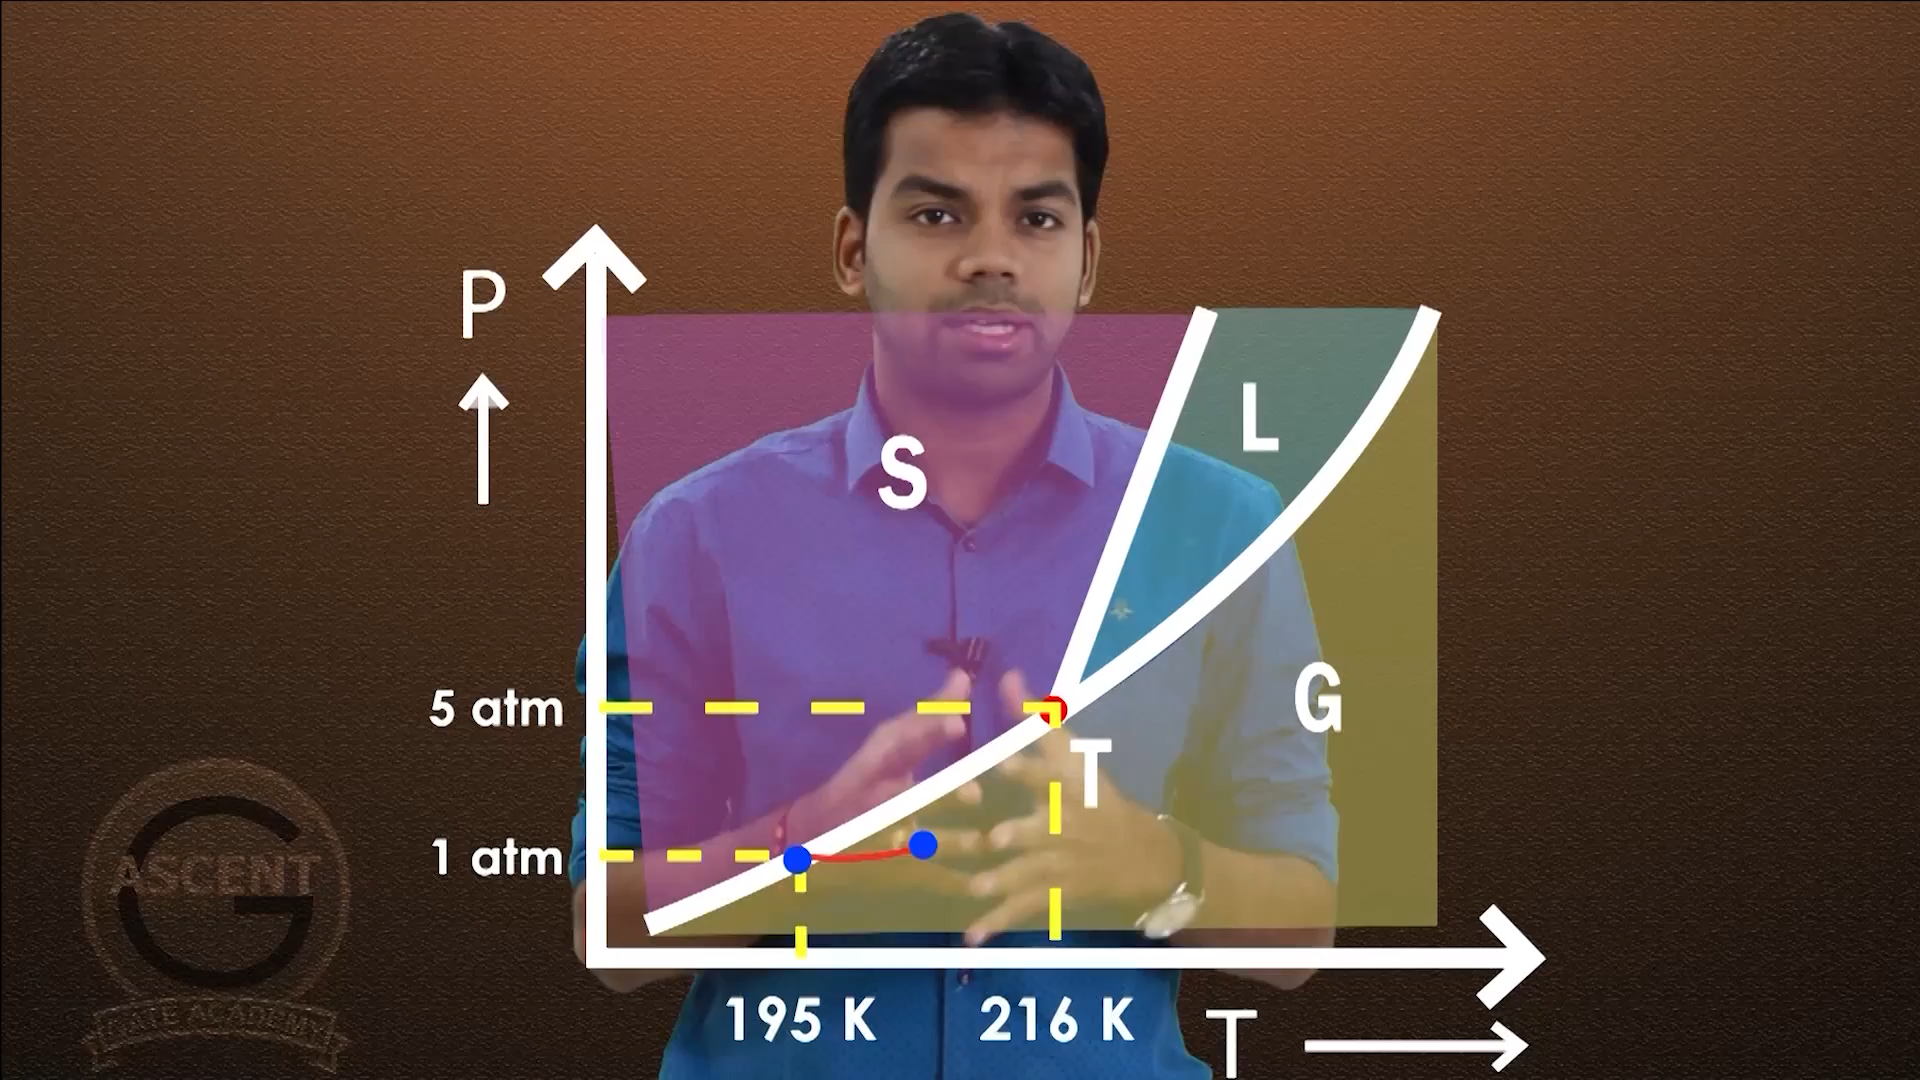 P
S
L
5 atm
G
T
1 atm
195 K
216 K
T
ASCENT
GATE ACADEMY